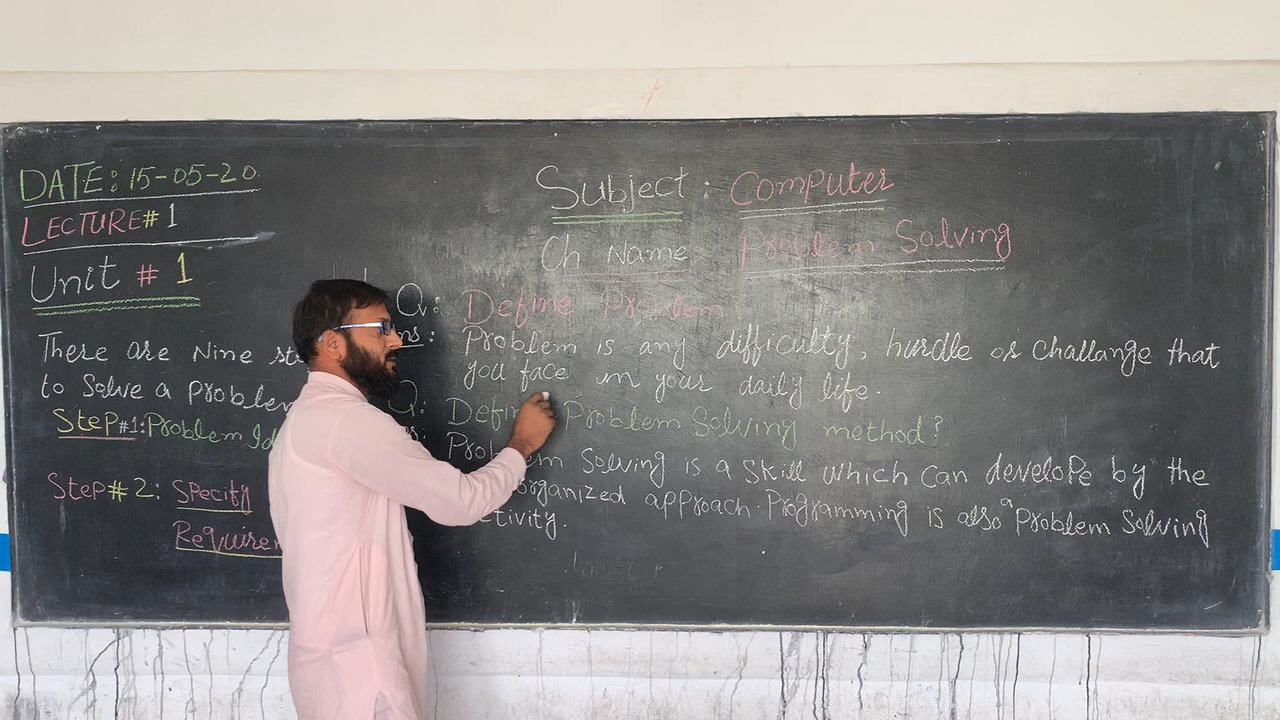 DATE: 15-05-20.
LECTURE# 1
Unit # 1
There are Nine
to Solve a Problem
Step#1: Problem
Step#2: Specify
Subject: Computer
Ch Name Problem Solving
Q: Define Problem
Problem is any difficulty, hurdle or challange that
you face in your daily life.
Q: Define Problem Solving method?
Problem Solving is a Skill which can develope by the
organized approach. Programming is also a Problem Solving